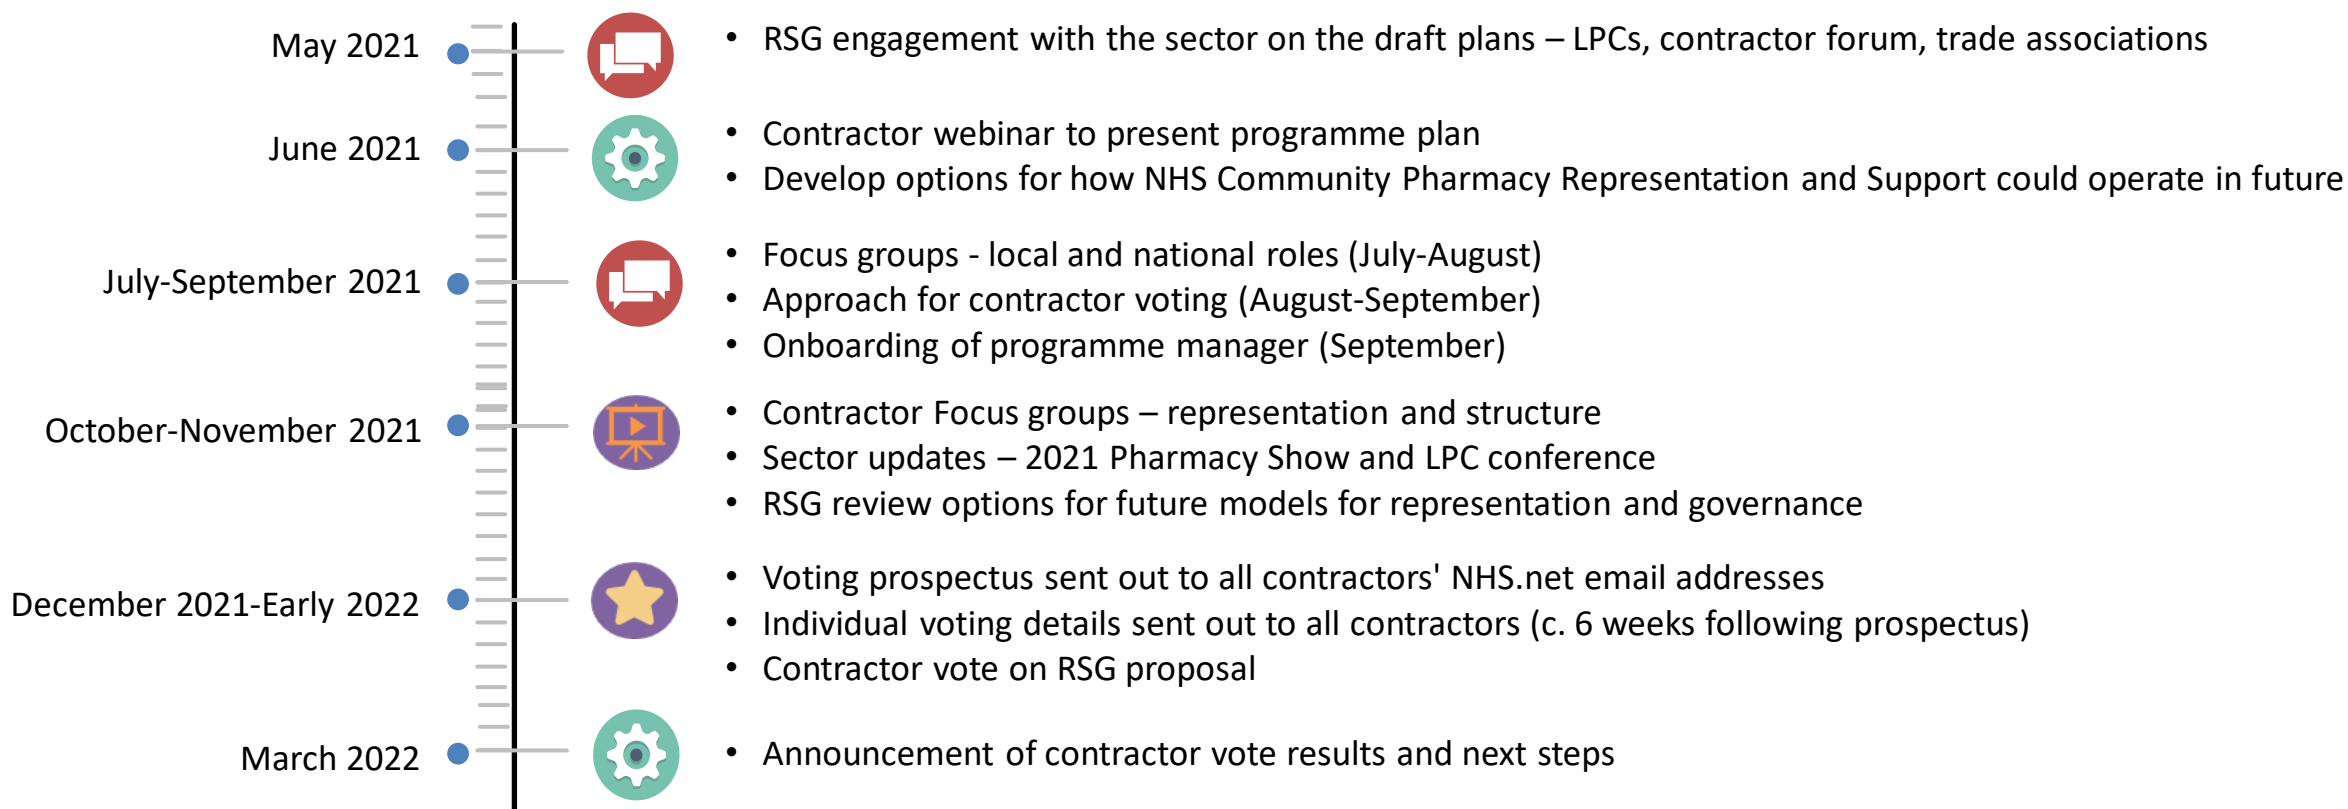 May 2021
• RSG engagement with the sector on the draft plans – LPCs, contractor forum, trade associations
June 2021
• Contractor webinar to present programme plan
• Develop options for how NHS Community Pharmacy Representation and Support could operate in future
July-September 2021
• Focus groups - local and national roles (July-August)
• Approach for contractor voting (August-September)
• Onboarding of programme manager (September)
October-November 2021
• Contractor Focus groups – representation and structure
• Sector updates – 2021 Pharmacy Show and LPC conference
• RSG review options for future models for representation and governance
December 2021-Early 2022
• Voting prospectus sent out to all contractors' NHS.net email addresses
• Individual voting details sent out to all contractors (c. 6 weeks following prospectus)
• Contractor vote on RSG proposal
March 2022
• Announcement of contractor vote results and next steps